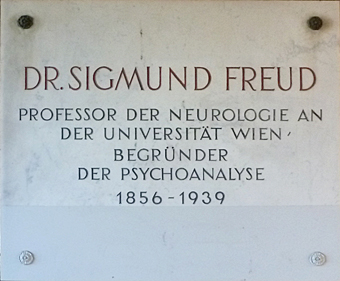 DR. SIGMUND FREUD
PROFESSOR DER NEUROLOGIE AN
DER UNIVERSITÄT WIEN,
BEGRÜNDER
DER PSYCHOANALYSE
1856-1939